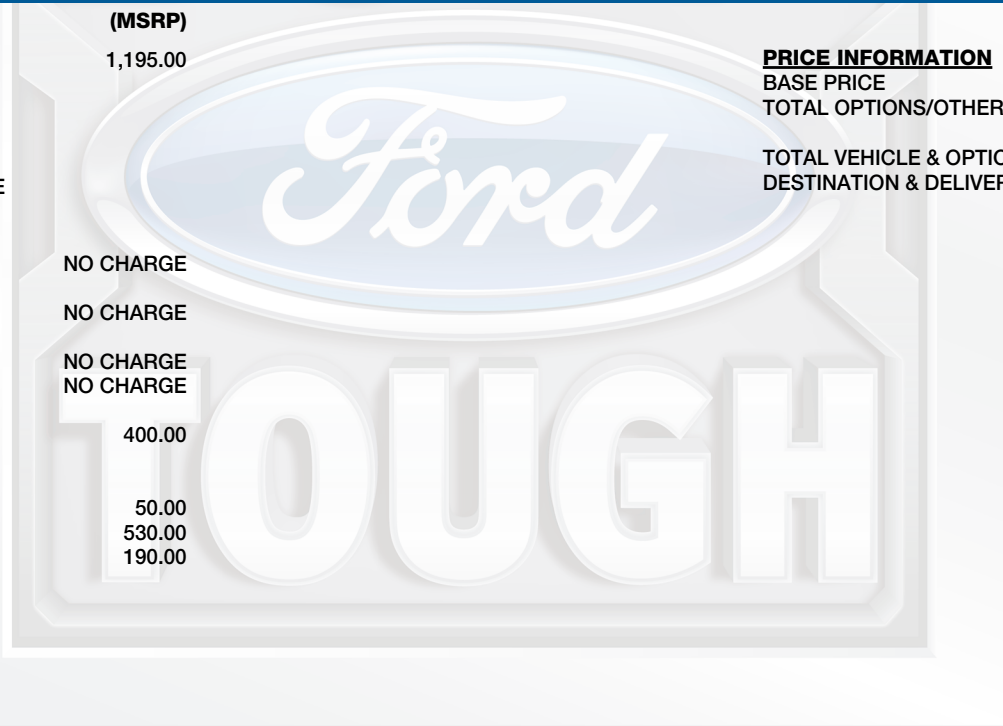 (MSRP)
1,195.00
E
NO CHARGE
NO CHARGE
NO CHARGE
NO CHARGE
400.00
50.00
530.00
190.00
PRICE INFORMATION
BASE PRICE
TOTAL OPTIONS/OTHER
TOTAL VEHICLE & OPTIO
DESTINATION & DELIVER
Ford
TOUGH